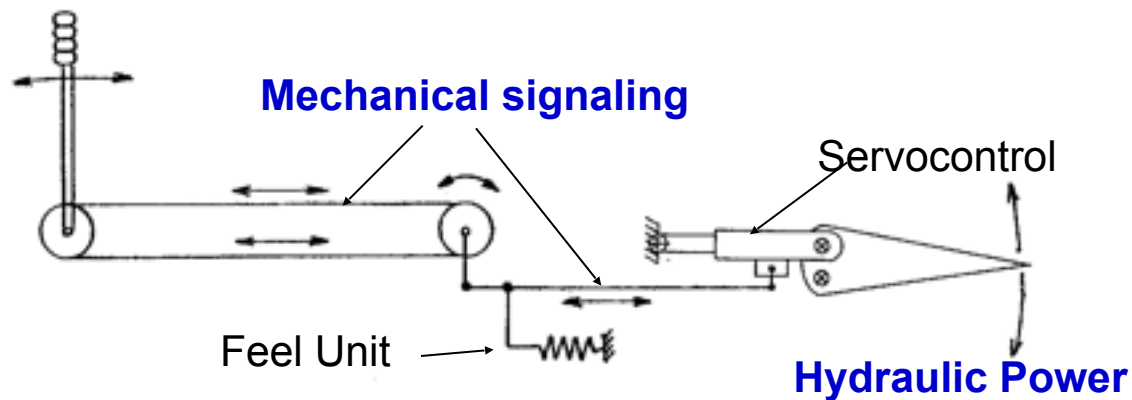 Mechanical signaling
Servocontrol
Feel Unit
Hydraulic Power